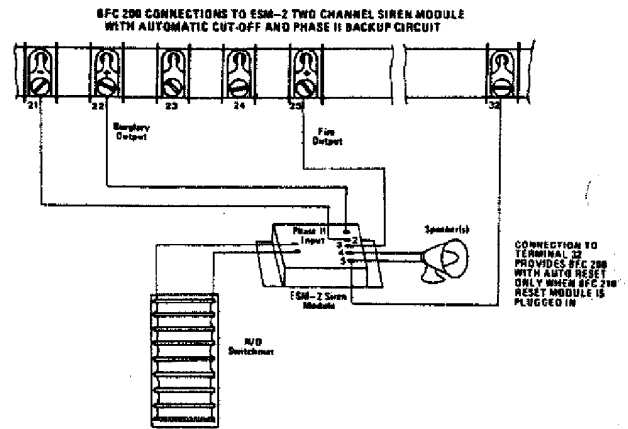 BFC 200 CONNECTIONS TO ESM-2 TWO CHANNEL SIREN MODULE
WITH AUTOMATIC CUT-OFF AND PHASE II BACKUP CIRCUIT
- + + 
21 22 23 24 25 32
Burglary
Output
Fire
Output
Phase II
Input
2
3
4
5
Speaker(s)
ESM-2 Siren
Module
N/O
Switchmat
CONNECTION TO
TERMINAL 32
PROVIDES BFC 200
WITH AUTO RESET
ONLY WHEN BFC 210
RESET MODULE IS
PLUGGED IN